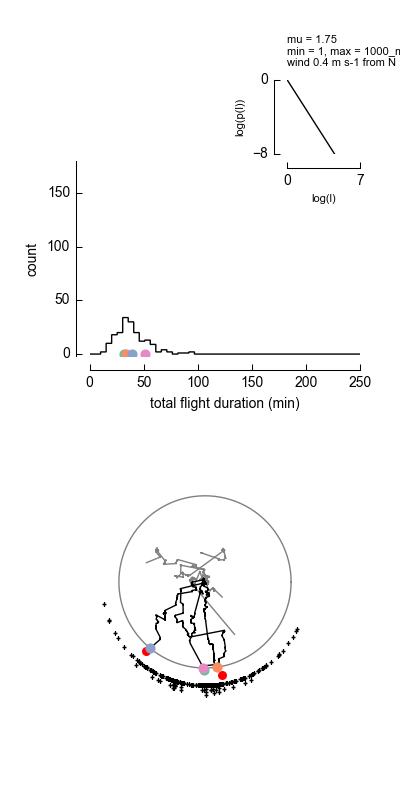 mu = 1.75
min = 1, max = 1000_m
wind 0.4 m s-1 from N
log(p(l))
0
−8
0 7
log(l)
count
150
100
50
0
0 50 100 150 200 250
total flight duration (min)